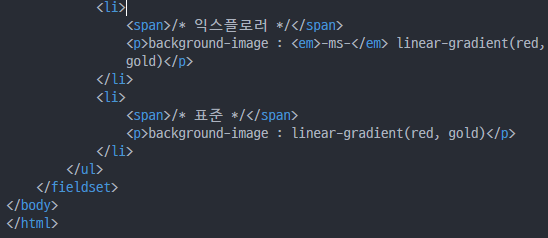 <li>
<span>/* 익스플로러 */</span>
<p>background-image : <em>-ms-</em> linear-gradient(red,
gold)</p>
</li>
<li>
<span>/* 표준 */</span>
<p>background-image : linear-gradient(red, gold)</p>
</li>
</ul>
</fieldset>
</body>
</html>